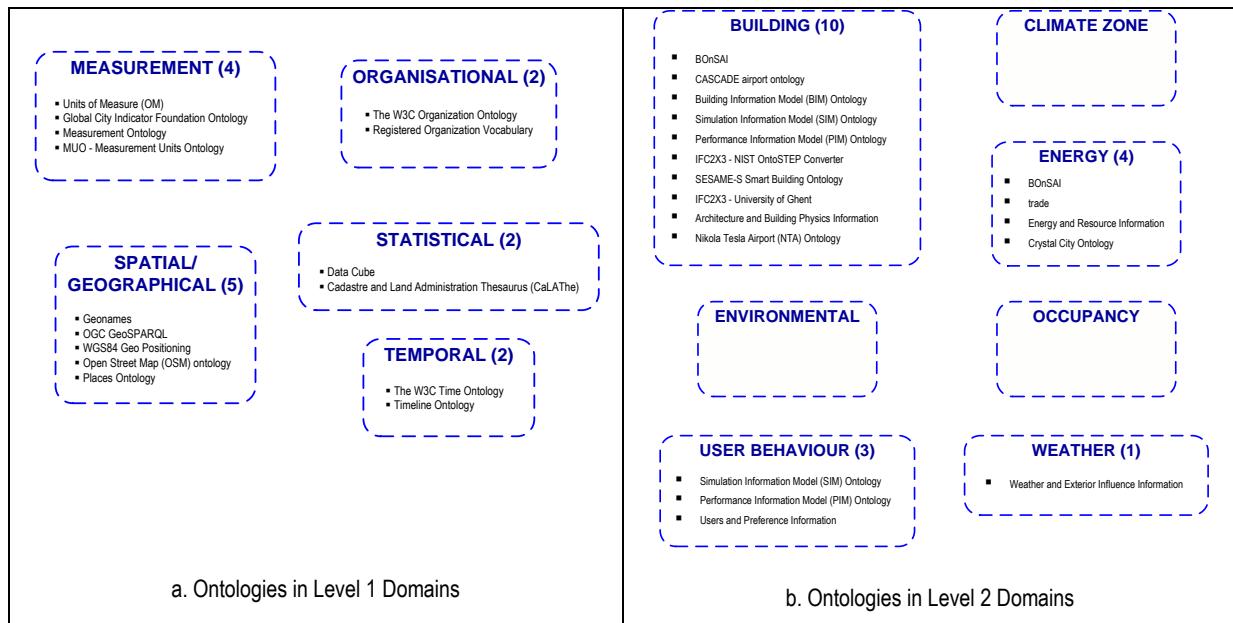 MEASUREMENT (4)
▪ Units of Measure (OM)
▪ Global City Indicator Foundation Ontology
▪ Measurement Ontology
▪ MUO - Measurement Units Ontology
ORGANISATIONAL (2)
▪ The W3C Organization Ontology
▪ Registered Organization Vocabulary
STATISTICAL (2)
▪ Data Cube
▪ Cadastre and Land Administration Thesaurus (CaLAThe)
SPATIAL/
GEOGRAPHICAL (5)
▪ Geonames
▪ OGC GeoSPARQL
▪ WGS84 Geo Positioning
▪ Open Street Map (OSM) ontology
▪ Places Ontology
TEMPORAL (2)
▪ The W3C Time Ontology
▪ Timeline Ontology
a. Ontologies in Level 1 Domains
BUILDING (10)
▪ BOnSAI
▪ CASCADE airport ontology
▪ Building Information Model (BIM) Ontology
▪ Simulation Information Model (SIM) Ontology
▪ Performance Information Model (PIM) Ontology
▪ IFC2X3 - NIST OntoSTEP Converter
▪ SESAME-S Smart Building Ontology
▪ IFC2X3 - University of Ghent
▪ Architecture and Building Physics Information
▪ Nikola Tesla Airport (NTA) Ontology
CLIMATE ZONE
ENERGY (4)
▪ BOnSAI
▪ trade
▪ Energy and Resource Information
▪ Crystal City Ontology
ENVIRONMENTAL
OCCUPANCY
USER BEHAVIOUR (3)
▪ Simulation Information Model (SIM) Ontology
▪ Performance Information Model (PIM) Ontology
▪ Users and Preference Information
WEATHER (1)
▪ Weather and Exterior Influence Information
b. Ontologies in Level 2 Domains